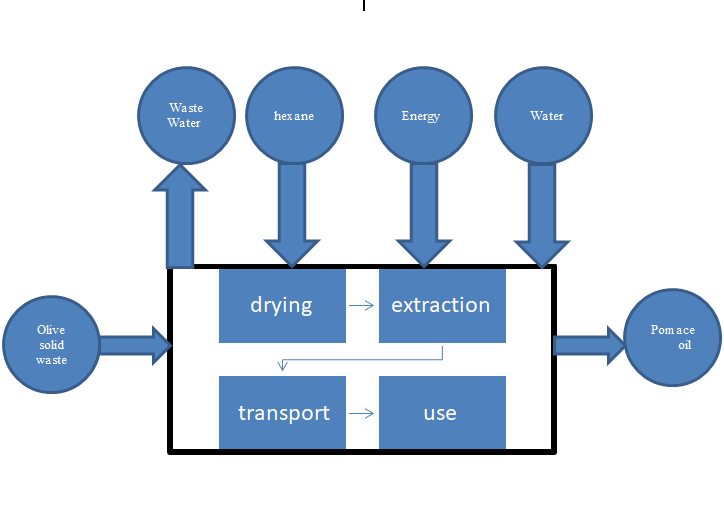 Waste
Water
hexane
Energy
Water
drying
extraction
Olive
solid
waste
Pomace
oil
transport
use